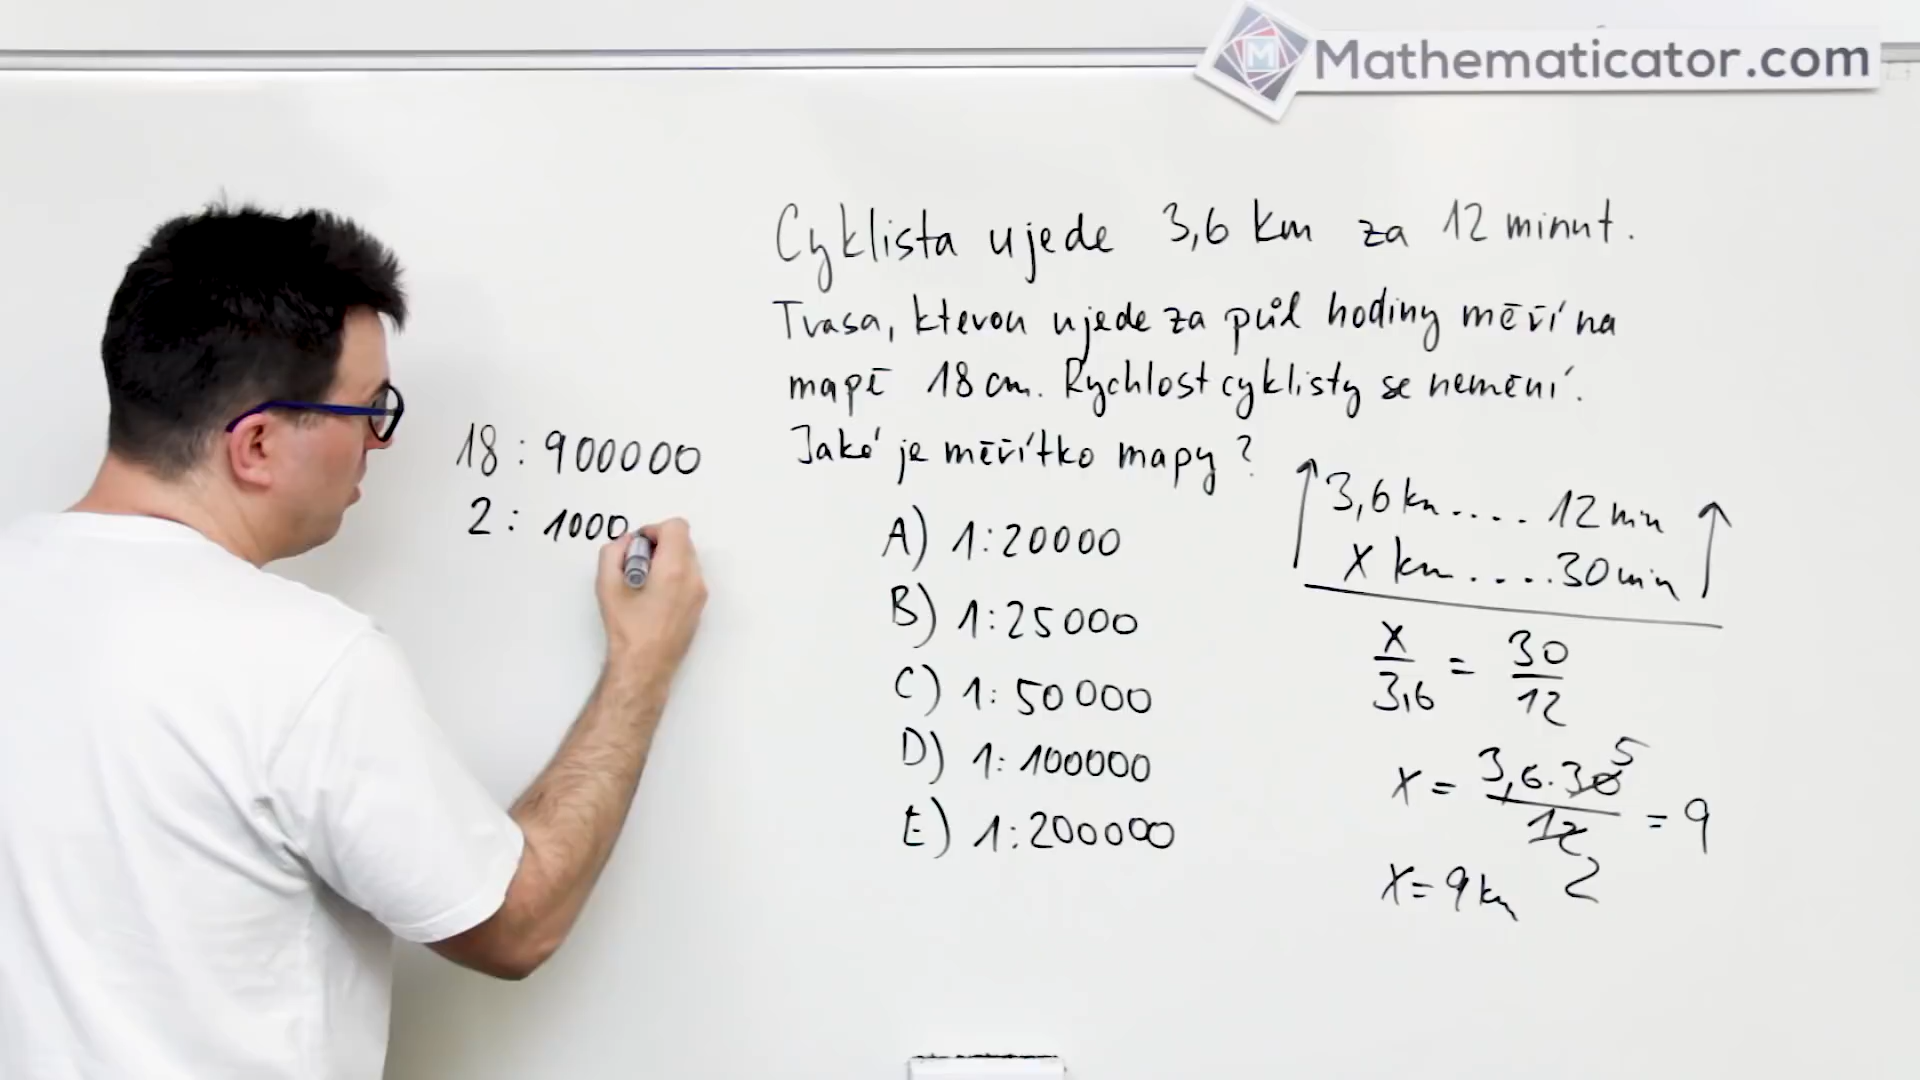 Mathematicator.com
Cyklista ujede 3,6 km za 12 minut.
Trasa, kterou ujede za půl hodiny měří na
mapě 18 cm. Rychlost cyklisty se nemění.
Jaké je měřítko mapy?
18 : 900000
2 : 1000
A) 1:20000
B) 1:25000
C) 1:50000
D) 1:100000
E) 1:200000
3,6 km .... 12 min
x km .... 30 min
x/3,6 = 30/12
x = 3,6 · 30 5 / 12 2 = 9
x = 9 km